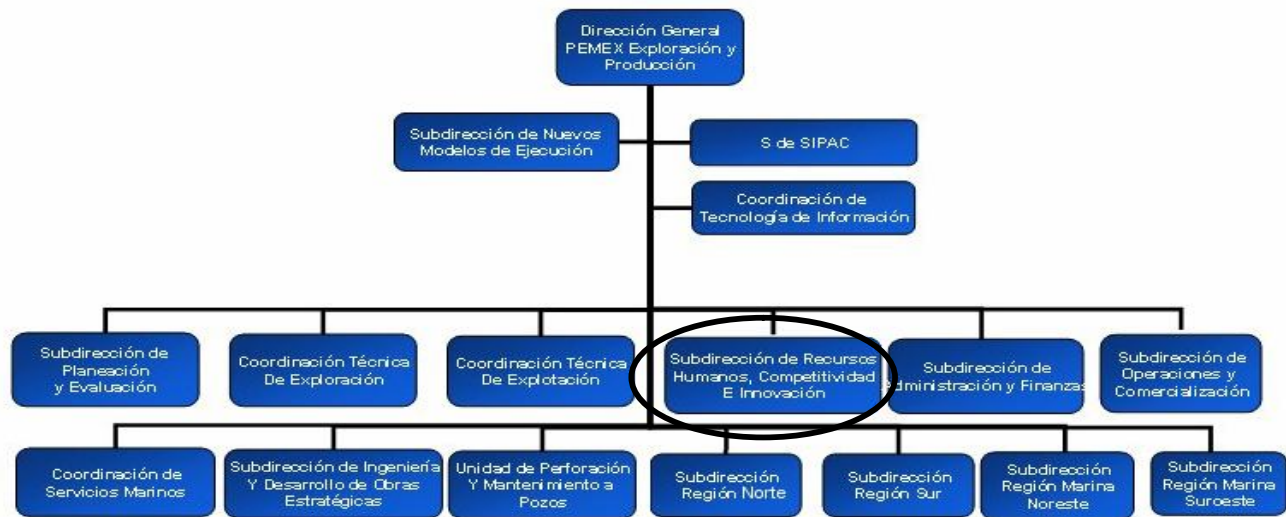 Dirección General
PEMEX Exploración y
Producción
Subdirección de Nuevos
Modelos de Ejecución
S de SIPAC
Coordinación de
Tecnología de Información
Subdirección de
Planeación
y Evaluación
Coordinación Técnica
De Exploración
Coordinación Técnica
De Explotación
Subdirección de Recursos
Humanos, Competitividad
E Innovación
Subdirección de
Administración y Finanzas
Subdirección de
Operaciones y
Comercialización
Coordinación de
Servicios Marinos
Subdirección de Ingeniería
Y Desarrollo de Obras
Estratégicas
Unidad de Perforación
Y Mantenimiento a
Pozos
Subdirección
Región Norte
Subdirección
Región Sur
Subdirección
Región Marina
Noreste
Subdirección
Región Marina
Suroeste